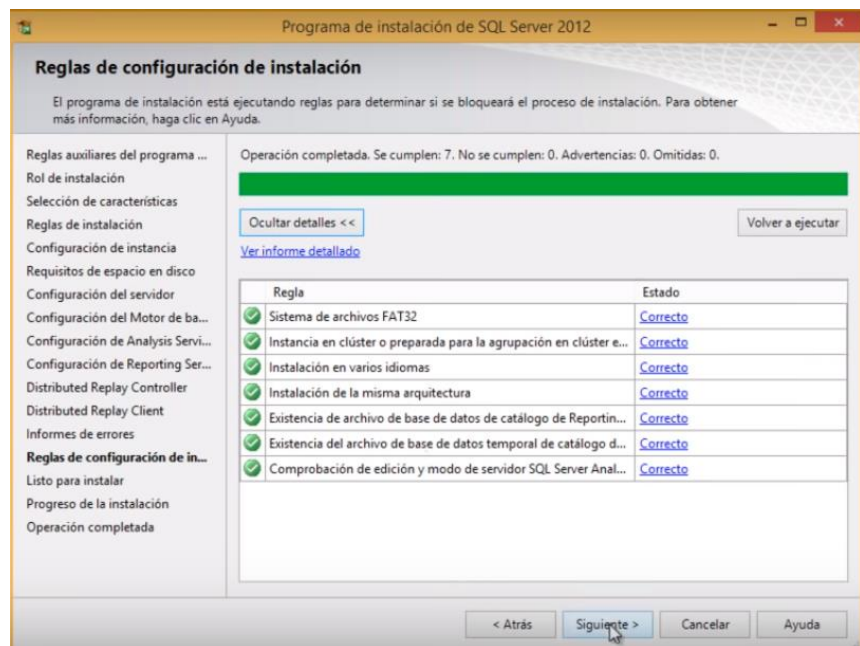 Programa de instalación de SQL Server 2012
Reglas de configuración de instalación
El programa de instalación está ejecutando reglas para determinar si se bloqueará el proceso de instalación. Para obtener
más información, haga clic en Ayuda.
Reglas auxiliares del programa ...
Rol de instalación
Selección de características
Reglas de instalación
Configuración de instancia
Requisitos de espacio en disco
Configuración del servidor
Configuración del Motor de ba...
Configuración de Analysis Servi...
Configuración de Reporting Ser...
Distributed Replay Controller
Distributed Replay Client
Informes de errores
Reglas de configuración de in...
Listo para instalar
Progreso de la instalación
Operación completada
Operación completada. Se cumplen: 7. No se cumplen: 0. Advertencias: 0. Omitidas: 0.
Ocultar detalles << Volver a ejecutar
Ver informe detallado
Regla Estado
Sistema de archivos FAT32 Correcto
Instancia en clúster o preparada para la agrupación en clúster e... Correcto
Instalación en varios idiomas Correcto
Instalación de la misma arquitectura Correcto
Existencia de archivo de base de datos de catálogo de Reportin... Correcto
Existencia del archivo de base de datos temporal de catálogo d... Correcto
Comprobación de edición y modo de servidor SQL Server Anal... Correcto
< Atrás Siguiente > Cancelar Ayuda